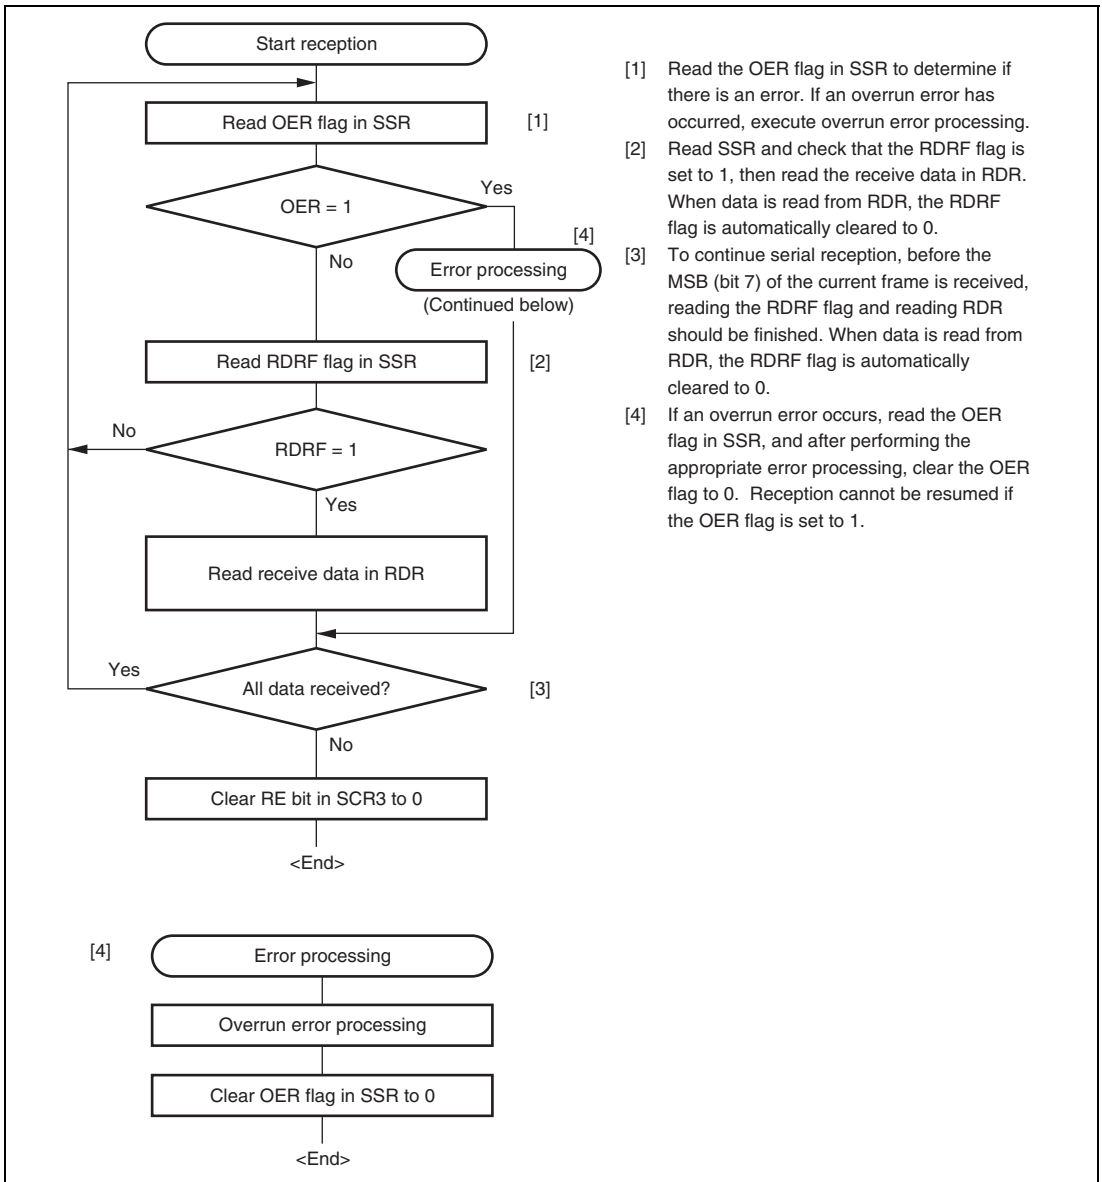 Start reception
Read OER flag in SSR
[1]
OER = 1
Yes
No
[4]
Error processing
(Continued below)
Read RDRF flag in SSR
[2]
No
RDRF = 1
Yes
Read receive data in RDR
Yes
All data received?
[3]
No
Clear RE bit in SCR3 to 0
<End>
[4]
Error processing
Overrun error processing
Clear OER flag in SSR to 0
<End>
[1] Read the OER flag in SSR to determine if
there is an error. If an overrun error has
occurred, execute overrun error processing.
[2] Read SSR and check that the RDRF flag is
set to 1, then read the receive data in RDR.
When data is read from RDR, the RDRF
flag is automatically cleared to 0.
[3] To continue serial reception, before the
MSB (bit 7) of the current frame is received,
reading the RDRF flag and reading RDR
should be finished. When data is read from
RDR, the RDRF flag is automatically
cleared to 0.
[4] If an overrun error occurs, read the OER
flag in SSR, and after performing the
appropriate error processing, clear the OER
flag to 0.  Reception cannot be resumed if
the OER flag is set to 1.